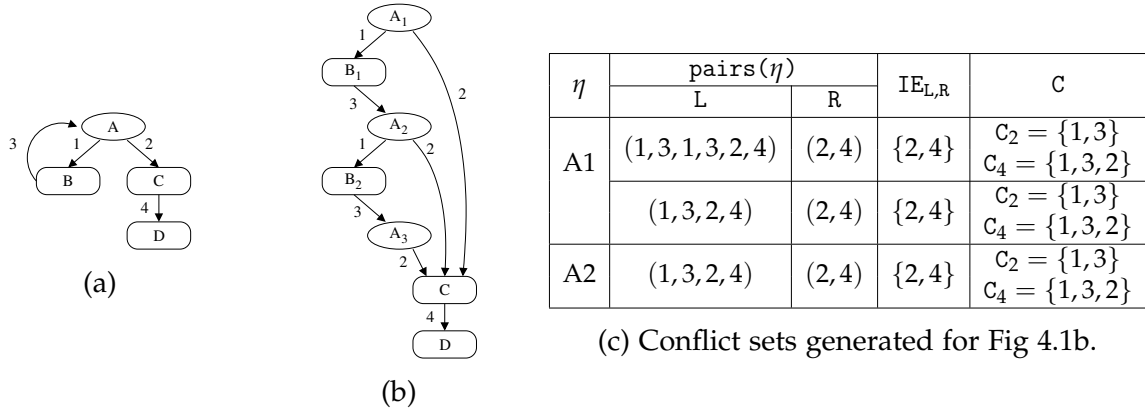 A
3
1
2
B
C
4
D
(a)
A1
1
2
B1
3
A2
1
2
B2
3
A3
2
C
4
D
(b)
η pairs(η) IE_L,R C
L R
A1 (1, 3, 1, 3, 2, 4) (2, 4) {2, 4} C₂ = {1, 3}
C₄ = {1, 3, 2}
(1, 3, 2, 4) (2, 4) {2, 4} C₂ = {1, 3}
C₄ = {1, 3, 2}
A2 (1, 3, 2, 4) (2, 4) {2, 4} C₂ = {1, 3}
C₄ = {1, 3, 2}
(c) Conflict sets generated for Fig 4.1b.